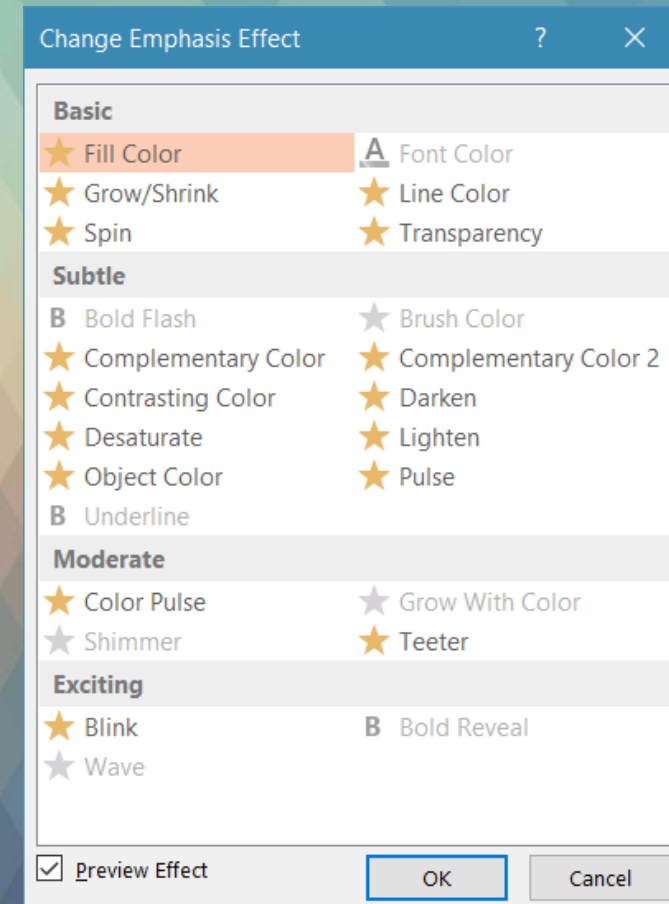 Change Emphasis Effect ?
Basic
Fill Color A Font Color
Grow/Shrink Line Color
Spin Transparency
Subtle
B Bold Flash Brush Color
Complementary Color Complementary Color 2
Contrasting Color Darken
Desaturate Lighten
Object Color Pulse
B Underline
Moderate
Color Pulse Grow With Color
Shimmer Teeter
Exciting
Blink B Bold Reveal
Wave
Preview Effect OK Cancel